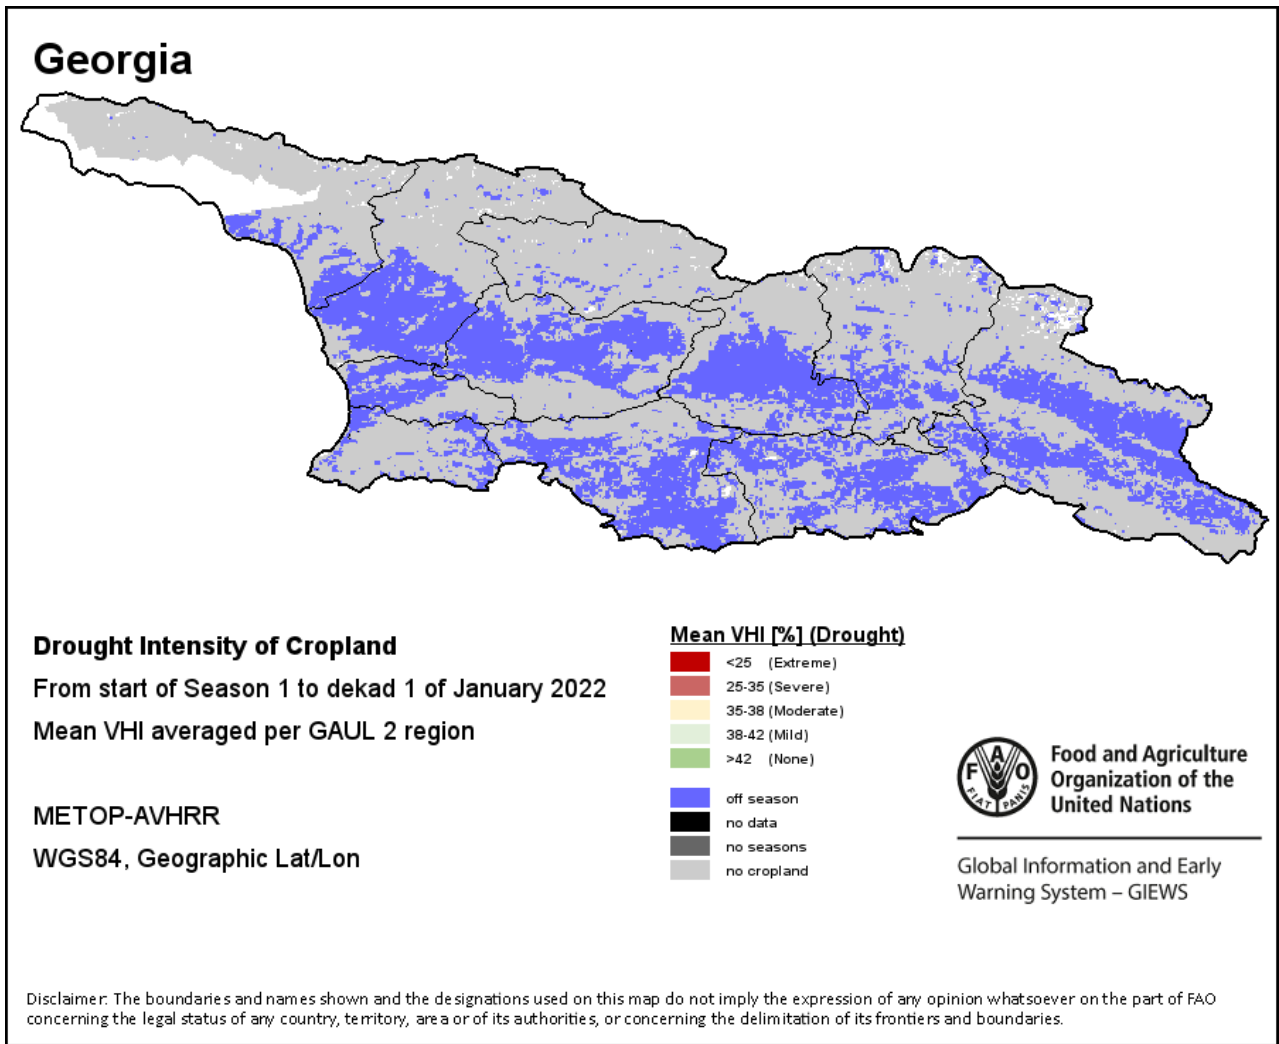 Georgia
Drought Intensity of Cropland
From start of Season 1 to dekad 1 of January 2022
Mean VHI averaged per GAUL 2 region
METOP-AVHRR
WGS84, Geographic Lat/Lon
Mean VHI [%] (Drought)
<25 (Extreme)
25-35 (Severe)
35-38 (Moderate)
38-42 (Mild)
>42 (None)
off season
no data
no seasons
no cropland
F A O
FIAT PANIS
Food and Agriculture
Organization of the
United Nations
Global Information and Early
Warning System – GIEWS
Disclaimer: The boundaries and names shown and the designations used on this map do not imply the expression of any opinion whatsoever on the part of FAO
concerning the legal status of any country, territory, area or of its authorities, or concerning the delimitation of its frontiers and boundaries.